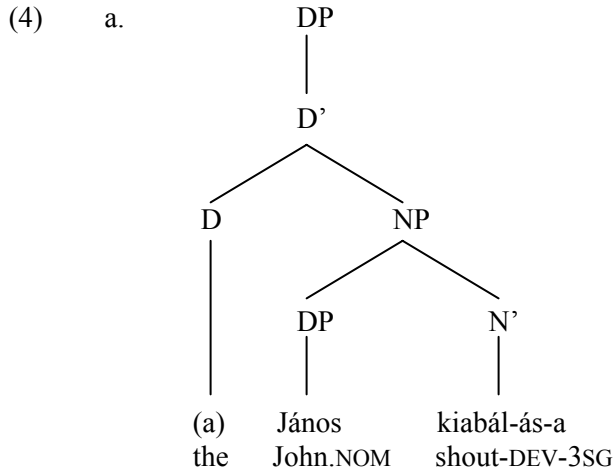 (4) a. DP
D’
D NP
DP N’
(a) János kiabál-ás-a
the John.NOM shout-DEV-3SG